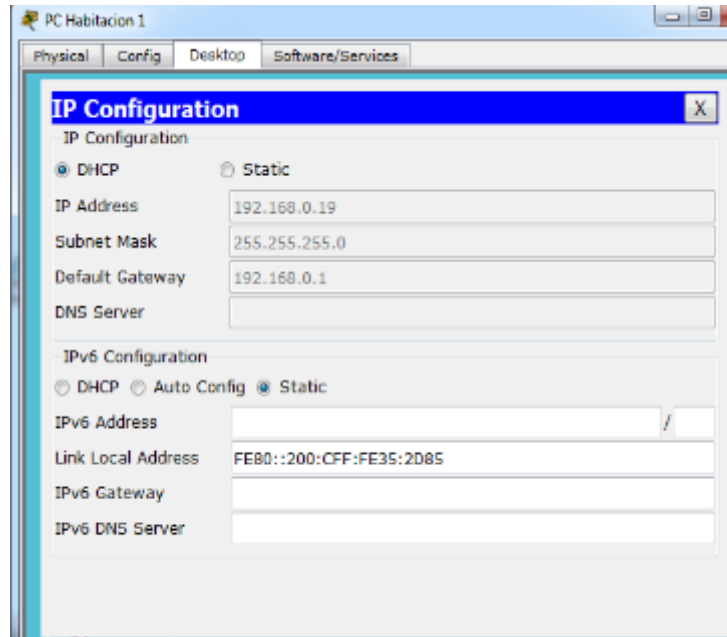 PC Habitacion 1
Physical Config Desktop Software/Services
IP Configuration X
IP Configuration
DHCP Static
IP Address 192.168.0.19
Subnet Mask 255.255.255.0
Default Gateway 192.168.0.1
DNS Server
IPv6 Configuration
DHCP Auto Config Static
IPv6 Address /
Link Local Address FE80::200:CFF:FE35:2D85
IPv6 Gateway
IPv6 DNS Server